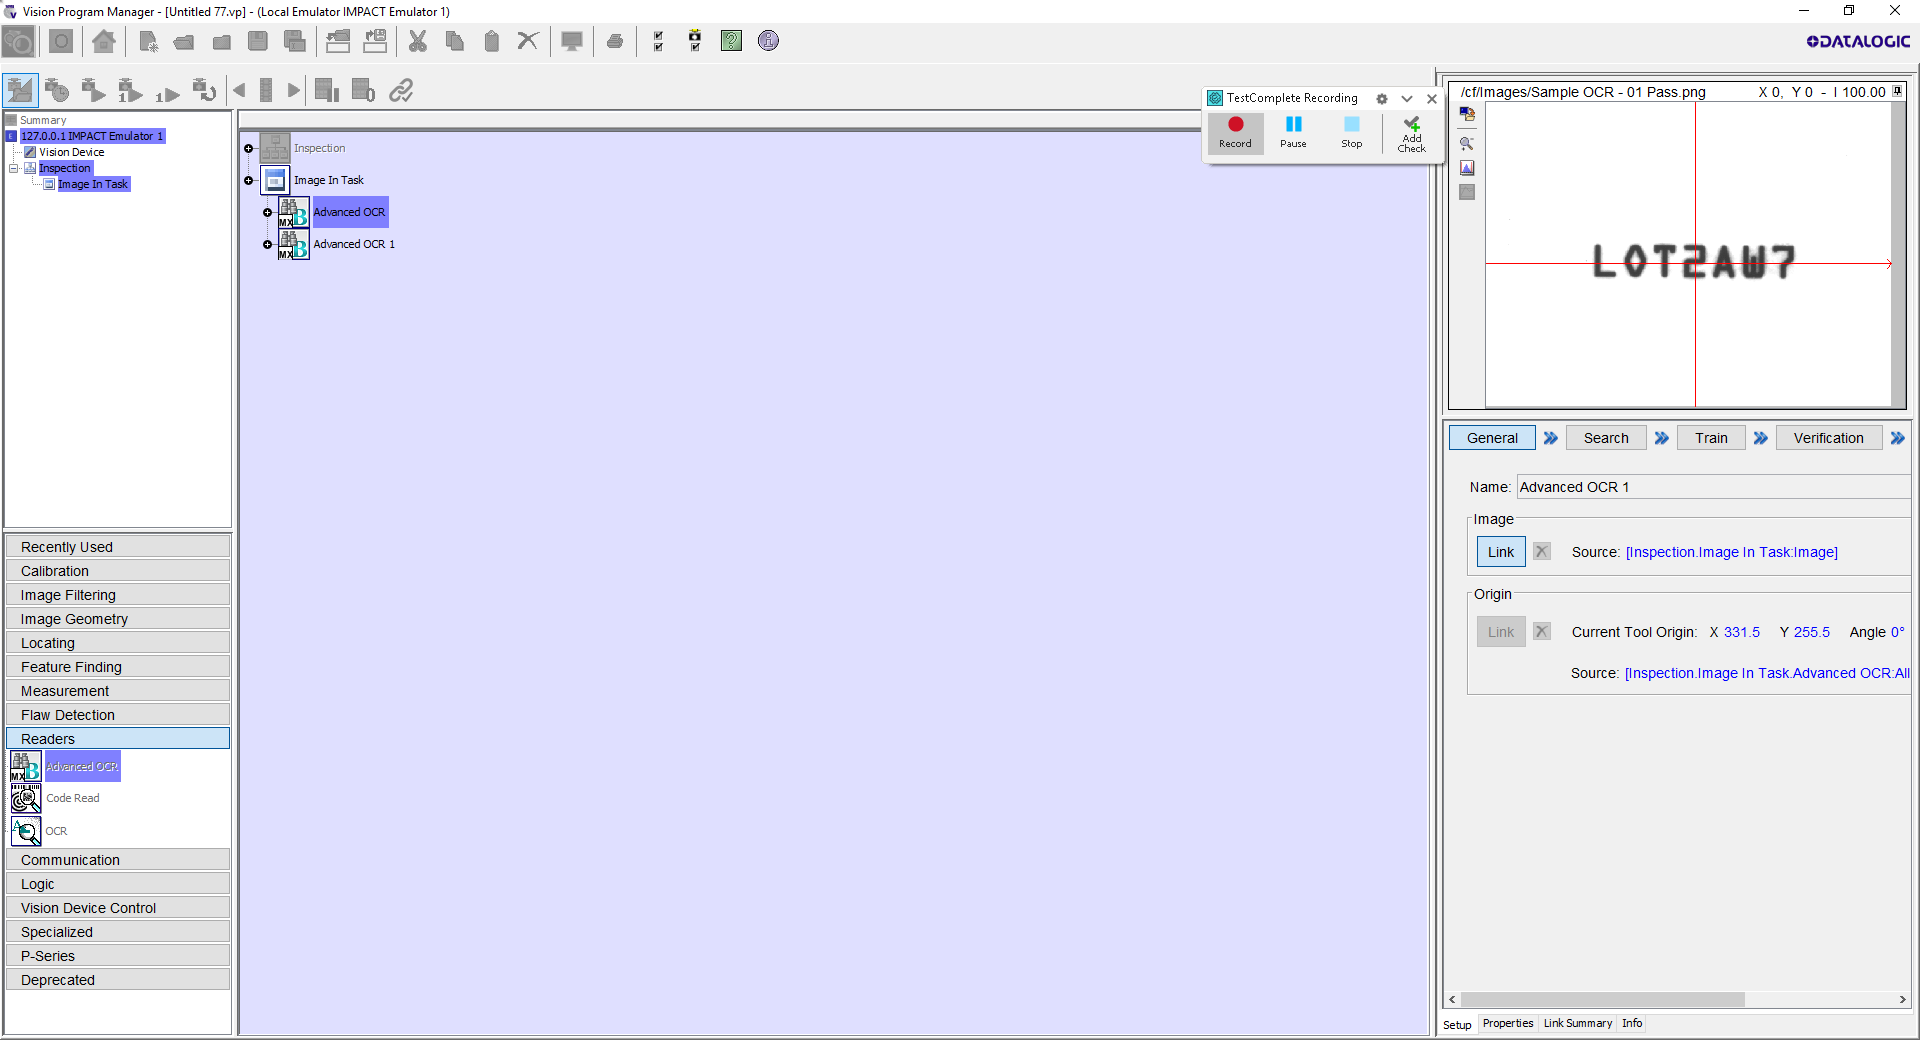 Vision Program Manager - [Untitled 77.vp] - (Local Emulator IMPACT Emulator 1)
DATALOGIC
Summary
127.0.0.1 IMPACT Emulator 1
Vision Device
Inspection
Image In Task
Recently Used
Calibration
Image Filtering
Image Geometry
Locating
Feature Finding
Measurement
Flaw Detection
Readers
Advanced OCR
Code Read
OCR
Communication
Logic
Vision Device Control
Specialized
P-Series
Deprecated
Inspection
Image In Task
Advanced OCR
Advanced OCR 1
TestComplete Recording
Record Pause Stop Add Check
/cf/Images/Sample OCR - 01 Pass.png X 0, Y 0 - I 100.00
LOT2AW7
General Search Train Verification
Name: Advanced OCR 1
Image
Link Source: [Inspection.Image In Task:Image]
Origin
Link Current Tool Origin: X 331.5 Y 255.5 Angle 0°
Source: [Inspection.Image In Task.Advanced OCR:All
Setup Properties Link Summary Info